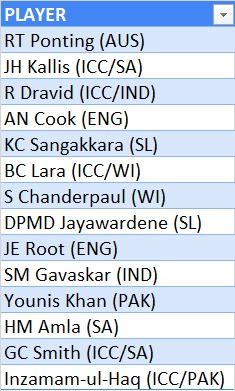 PLAYER
RT Ponting (AUS)
JH Kallis (ICC/SA)
R Dravid (ICC/IND)
AN Cook (ENG)
KC Sangakkara (SL)
BC Lara (ICC/WI)
S Chanderpaul (WI)
DPMD Jayawardene (SL)
JE Root (ENG)
SM Gavaskar (IND)
Younis Khan (PAK)
HM Amla (SA)
GC Smith (ICC/SA)
Inzamam-ul-Haq (ICC/PAK)